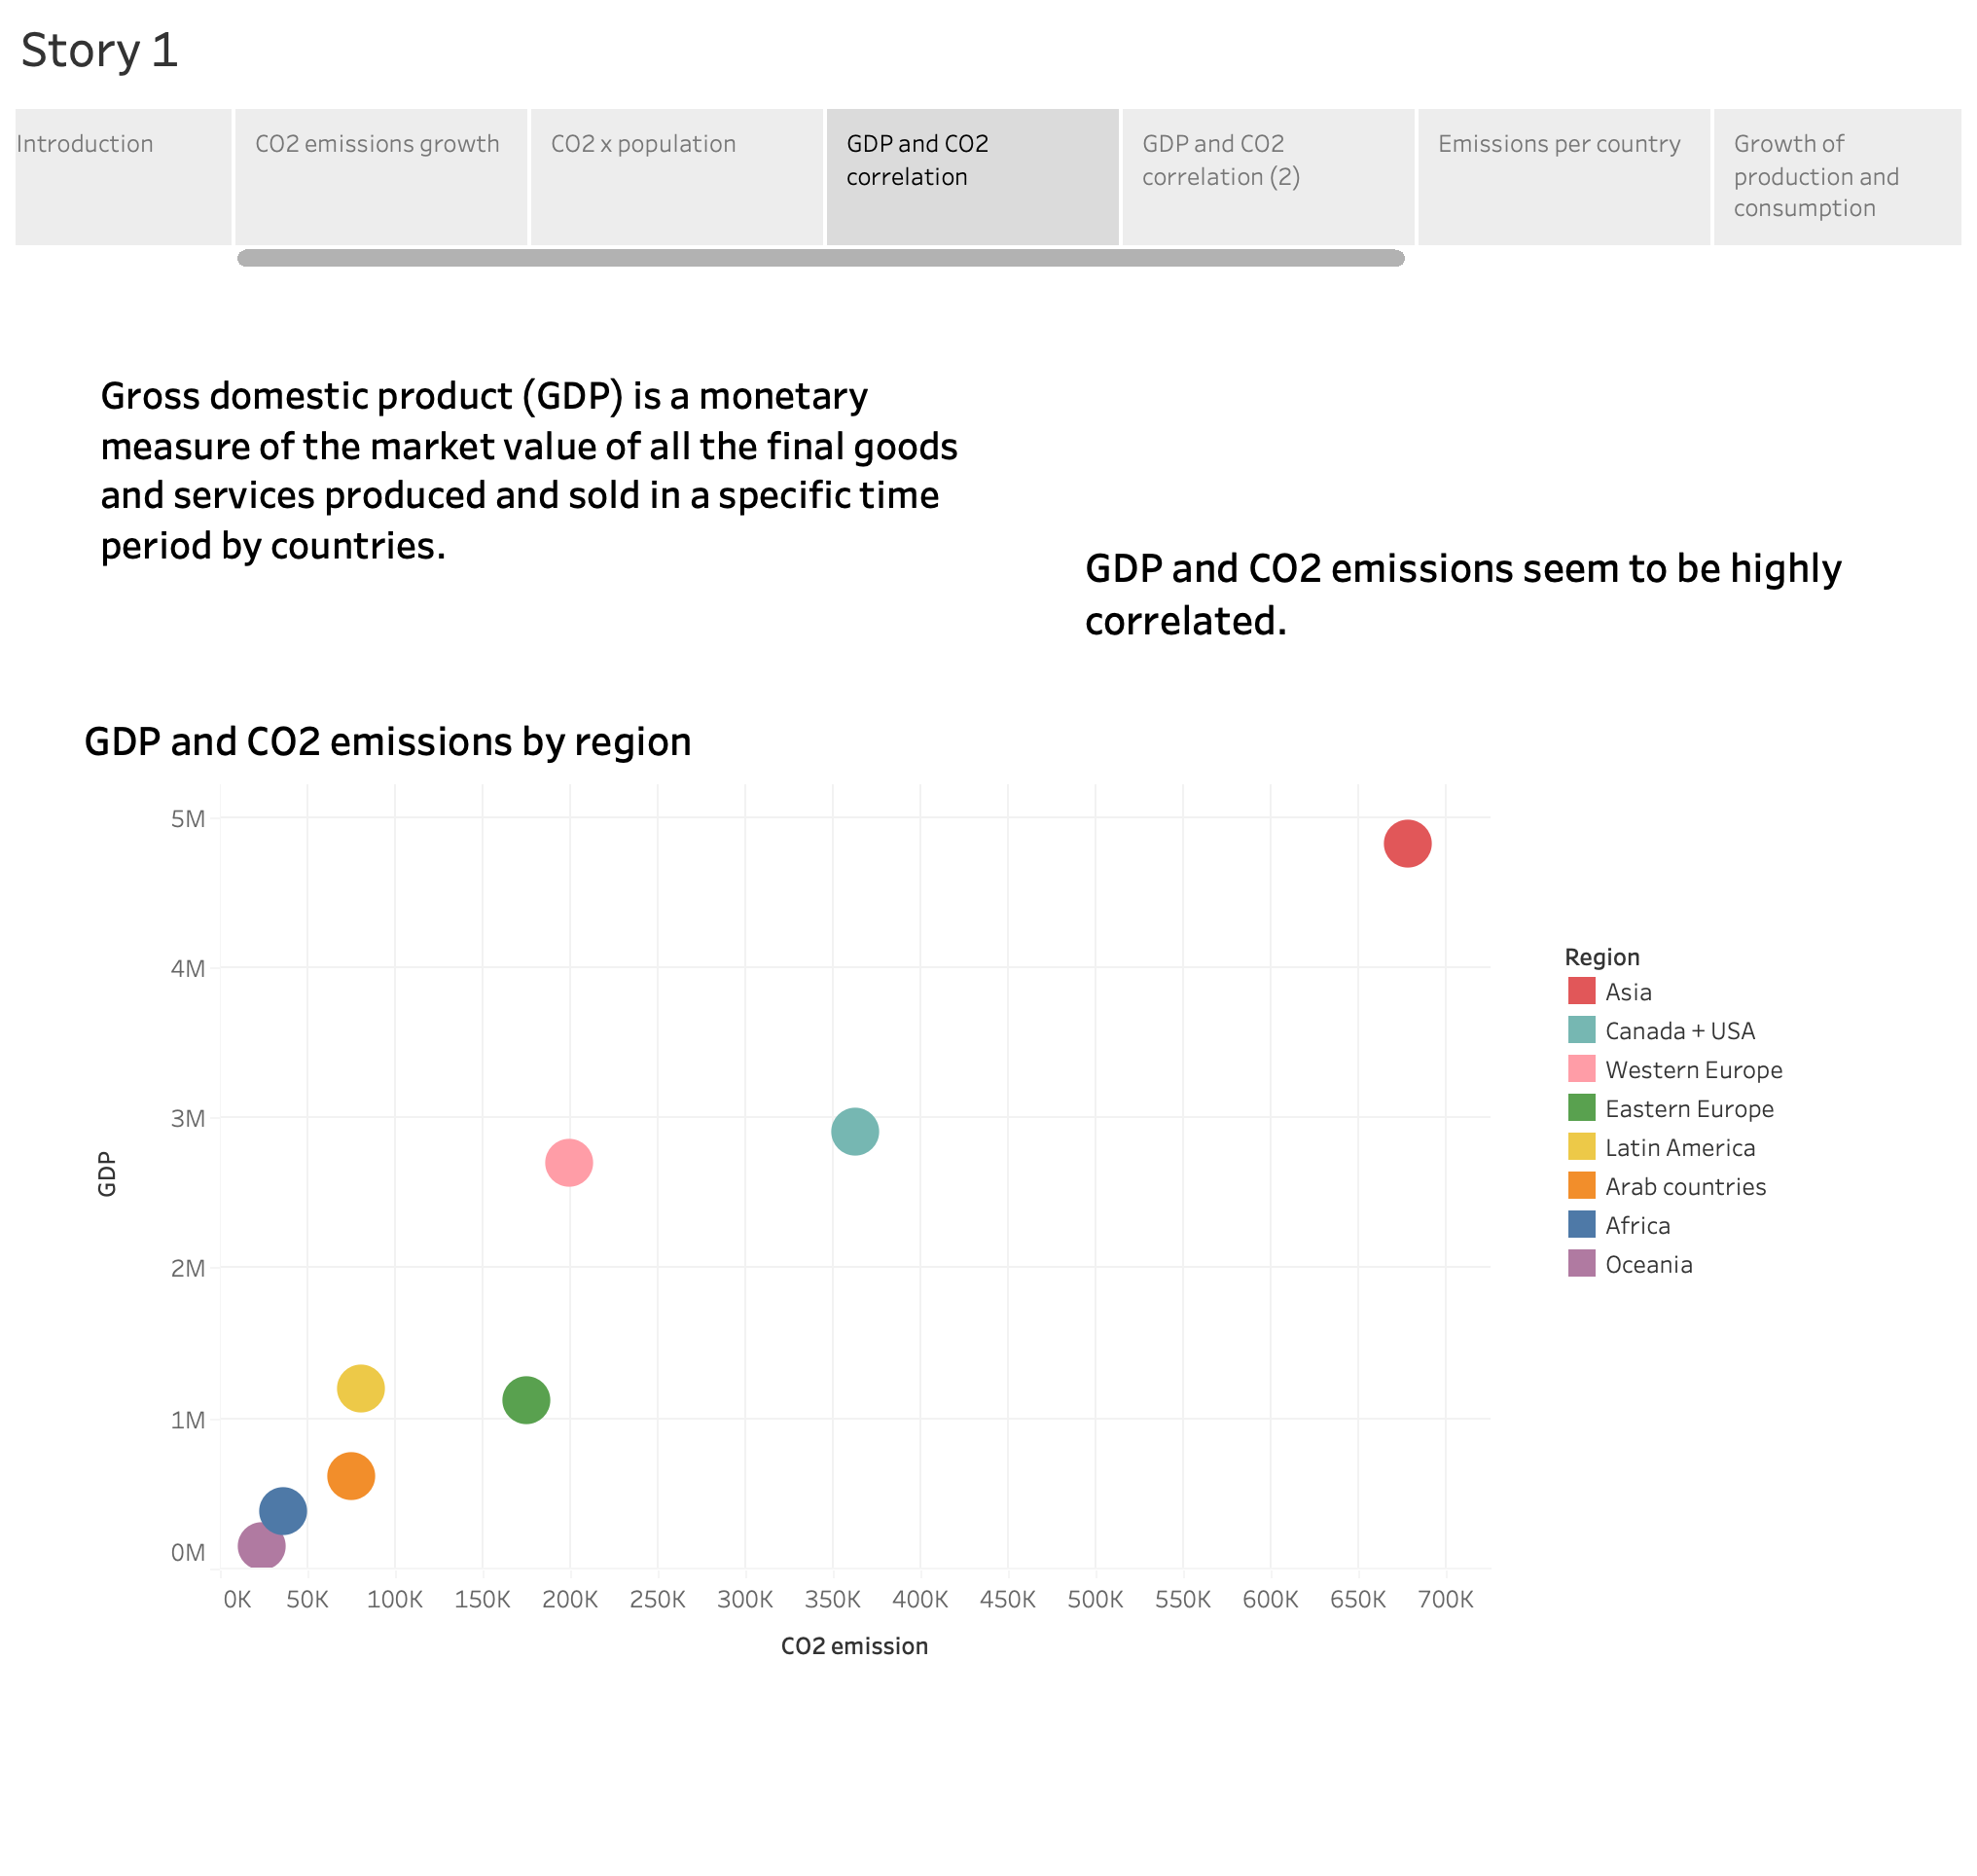 Story 1
Introduction
CO2 emissions growth
CO2 x population
GDP and CO2
correlation
GDP and CO2
correlation (2)
Emissions per country
Growth of
production and
consumption
Gross domestic product (GDP) is a monetary
measure of the market value of all the final goods
and services produced and sold in a specific time
period by countries.
GDP and CO2 emissions seem to be highly
correlated.
GDP and CO2 emissions by region
5M
4M
3M
2M
1M
0M
GDP
0K 50K 100K 150K 200K 250K 300K 350K 400K 450K 500K 550K 600K 650K 700K
CO2 emission
Region
Asia
Canada + USA
Western Europe
Eastern Europe
Latin America
Arab countries
Africa
Oceania